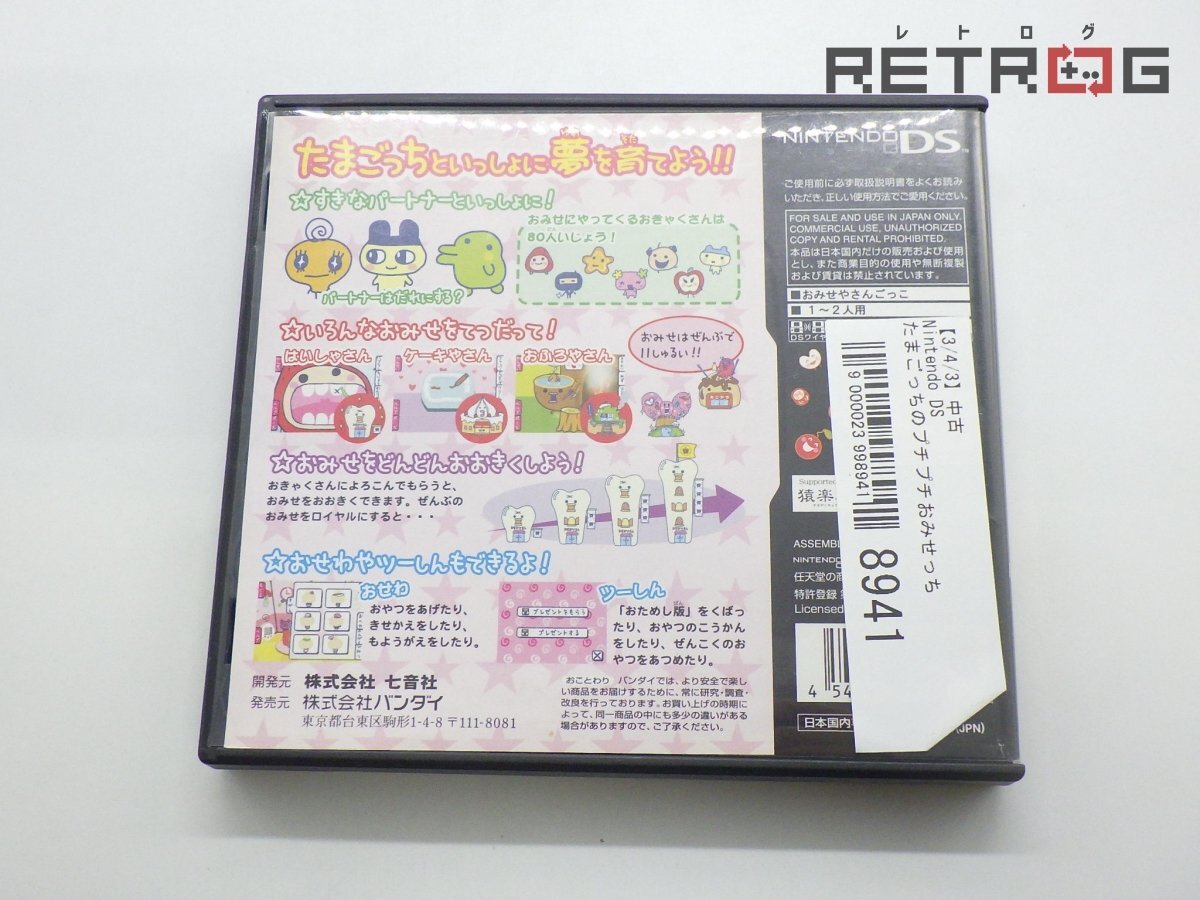 レトログ
RETROG
たまごっちといっしょに夢を育てよう!!
☆すきなパートナーといっしょに!
パートナーはだれにする?
おみせにやってくるおきゃくさんは
80人いじょう!
☆いろんなおみせをてつだって!
はいしゃさん
ケーキやさん
おふろやさん
おみせはぜんぶで
11しゅるい!!
☆おみせをどんどんおおきくしよう!
おきゃくさんによろこんでもらうと、
おみせをおおきくできます。ぜんぶの
おみせをロイヤルにすると・・・
☆おせわやツーしんもできるよ!
おせわ
おやつをあげたり、
きせかえをしたり、
もようがえをしたり。
ツーしん
プレゼントをもらう
プレゼントする
「おためし版」をくばっ
たり、おやつのこうかん
をしたり、ぜんこくのお
やつをあつめたり。
開発元 株式会社 七音社
発売元 株式会社バンダイ
東京都台東区駒形1-4-8 〒111-8081
おことわり バンダイでは、より安全で楽し
い商品をお届けするために、常に研究・調査・
改良を行っております。お買い上げの時期に
よって、同一商品の中にも多少の違いがある
場合がありますので、ご了承ください。
NINTENDO DS™
ご使用前に必ず取扱説明書をよくお読み
いただき、正しい使用方法でご愛用ください。
FOR SALE AND USE IN JAPAN ONLY.
COMMERCIAL USE, UNAUTHORIZED
COPY AND RENTAL PROHIBITED.
本品は日本国内だけの販売および使用
とし、また商業目的の使用や無断複製
および賃貸は禁止されています。
■おみせやさんごっこ
■1～2人用
DSワイヤ
Supported
猿楽
ASSEMBL
NINTENDO
任天堂の商
特許登録
Licensed
4 54
日本国内
(JPN)
【3/4/3】 中古
Nintendo DS
たまごっちのプチプチおみせっち
9 000023 998941
8941